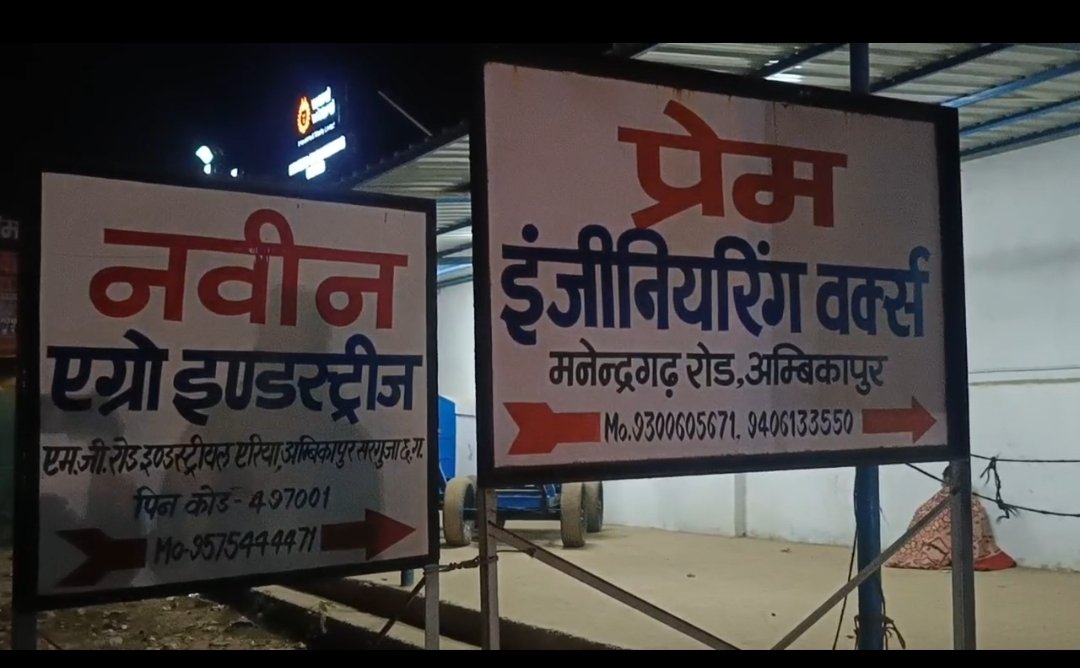 नवीन
एग्रो इण्डस्ट्रीज
एम.जी.रोड इण्डस्ट्रीयल एरिया,अम्बिकापुर सरगुजा छ.ग.
पिन कोड - 497001
Mo-9575444471
प्रेम
इंजीनियरिंग वर्क्स
मनेन्द्रगढ़ रोड,अम्बिकापुर
Mo.9300605671, 9406133550